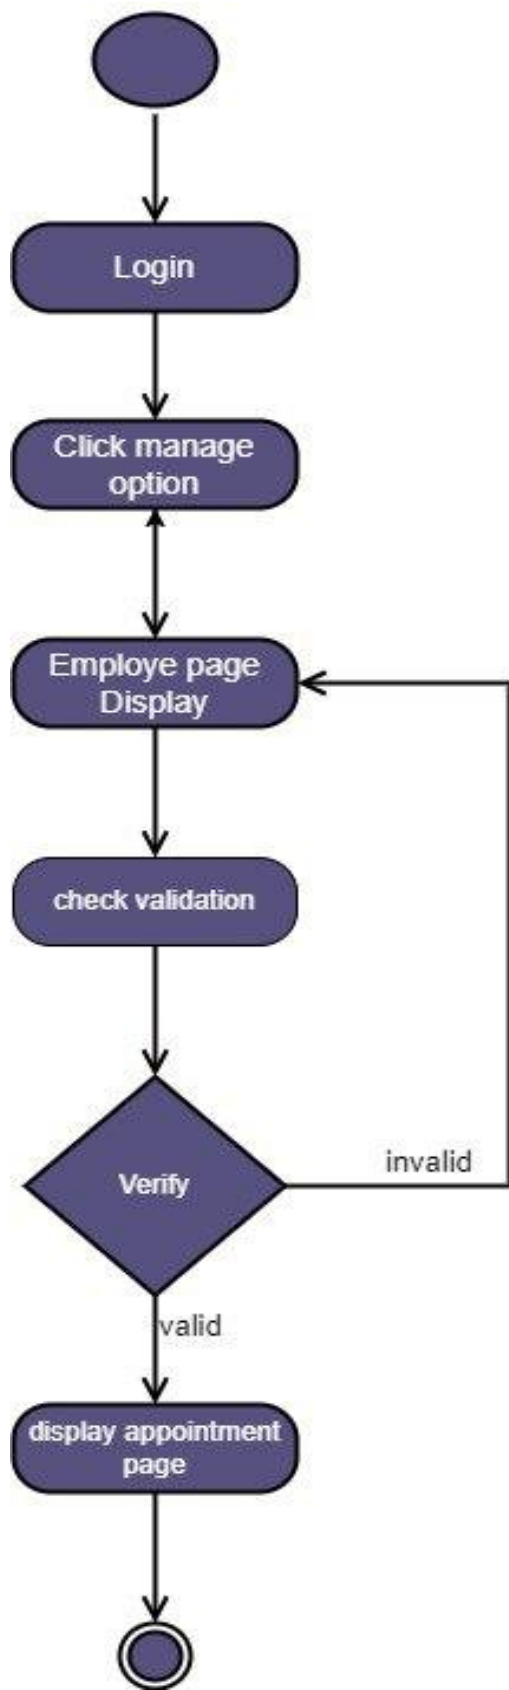 Login
Click manage
option
Employe page
Display
check validation
Verify
invalid
valid
display appointment
page